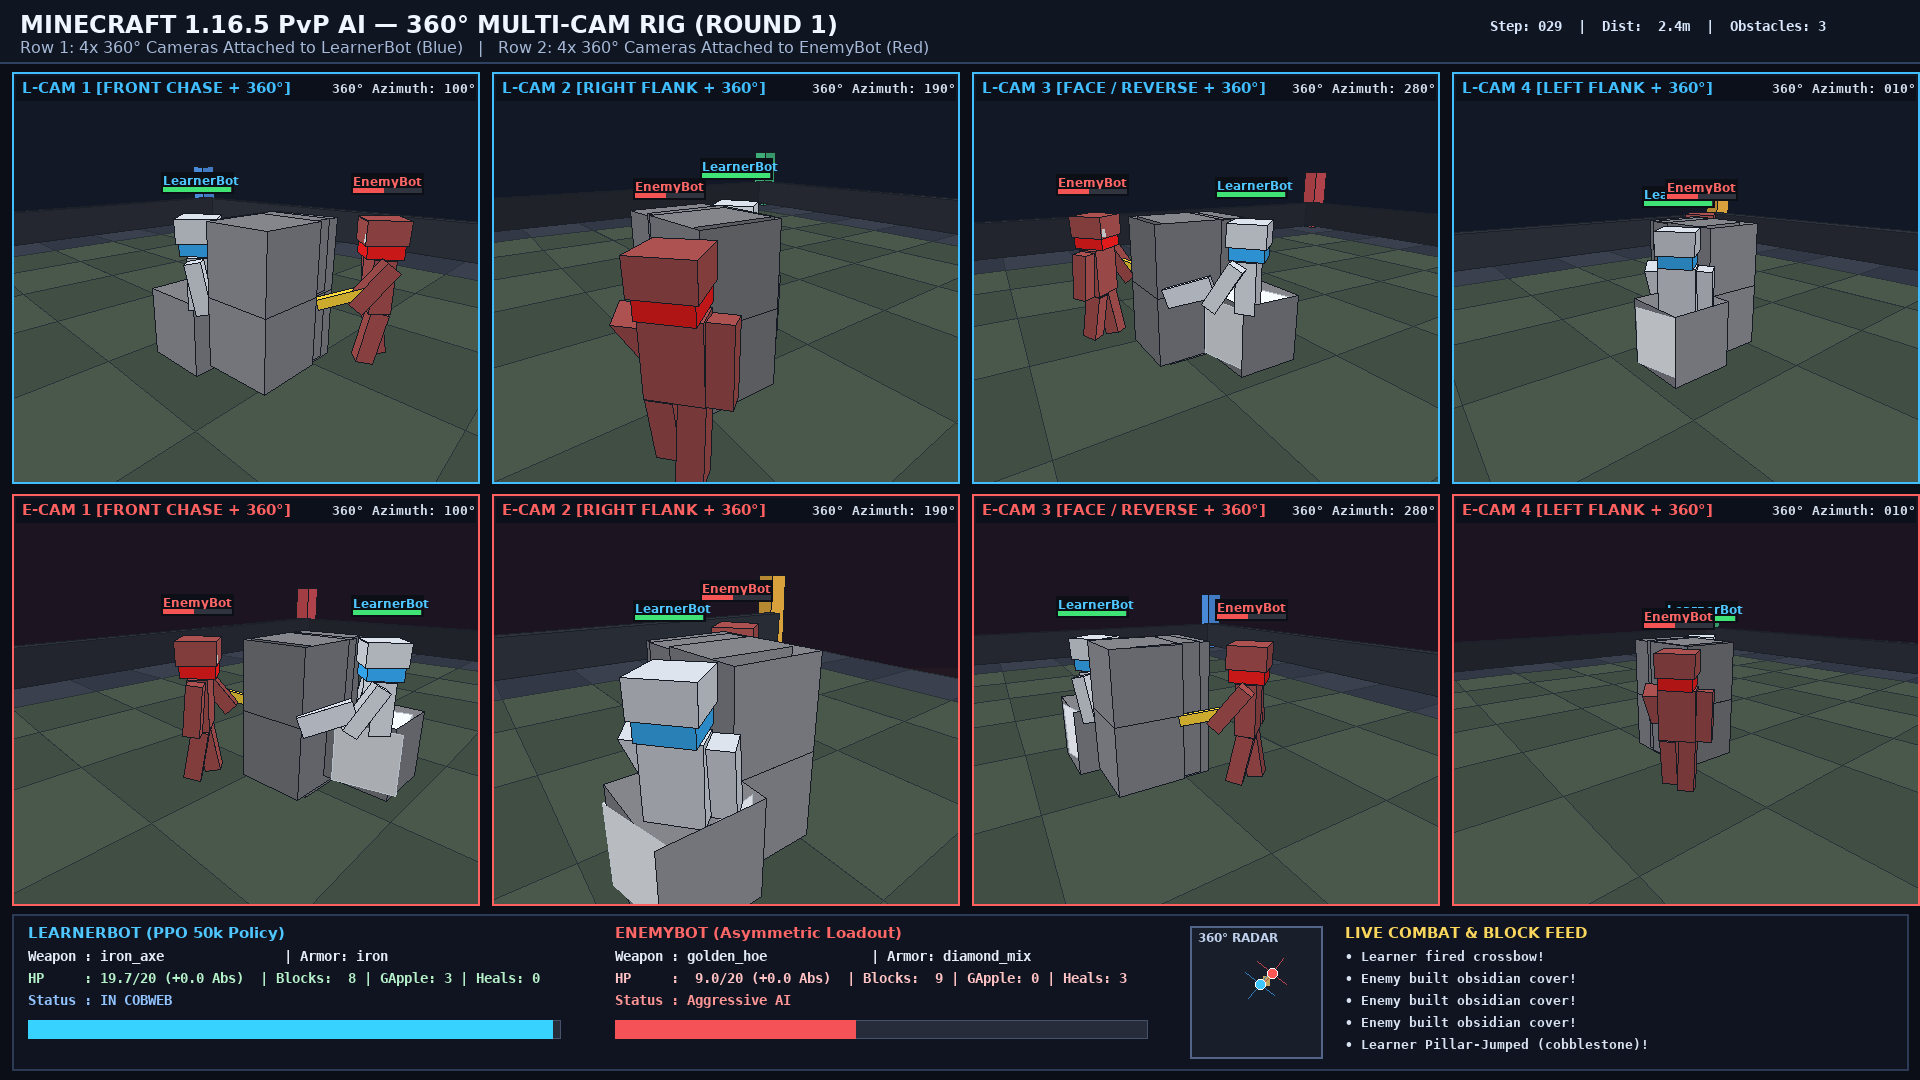 MINECRAFT 1.16.5 PvP AI — 360° MULTI-CAM RIG (ROUND 1)
Step: 029 | Dist: 2.4m | Obstacles: 3
Row 1: 4x 360° Cameras Attached to LearnerBot (Blue) | Row 2: 4x 360° Cameras Attached to EnemyBot (Red)
L-CAM 1 [FRONT CHASE + 360°] 360° Azimuth: 100°
LearnerBot
EnemyBot
L-CAM 2 [RIGHT FLANK + 360°] 360° Azimuth: 190°
LearnerBot
EnemyBot
L-CAM 3 [FACE / REVERSE + 360°] 360° Azimuth: 280°
EnemyBot
LearnerBot
L-CAM 4 [LEFT FLANK + 360°] 360° Azimuth: 010°
Lea
EnemyBot
E-CAM 1 [FRONT CHASE + 360°] 360° Azimuth: 100°
EnemyBot
LearnerBot
E-CAM 2 [RIGHT FLANK + 360°] 360° Azimuth: 190°
EnemyBot
LearnerBot
E-CAM 3 [FACE / REVERSE + 360°] 360° Azimuth: 280°
LearnerBot
EnemyBot
E-CAM 4 [LEFT FLANK + 360°] 360° Azimuth: 010°
EnemyBot
LEARNERBOT (PPO 50k Policy)
Weapon : iron_axe | Armor: iron
HP : 19.7/20 (+0.0 Abs) | Blocks: 8 | GApple: 3 | Heals: 0
Status : IN COBWEB
ENEMYBOT (Asymmetric Loadout)
Weapon : golden_hoe | Armor: diamond_mix
HP : 9.0/20 (+0.0 Abs) | Blocks: 9 | GApple: 0 | Heals: 3
Status : Aggressive AI
360° RADAR
LIVE COMBAT & BLOCK FEED
• Learner fired crossbow!
• Enemy built obsidian cover!
• Enemy built obsidian cover!
• Enemy built obsidian cover!
• Learner Pillar-Jumped (cobblestone)!